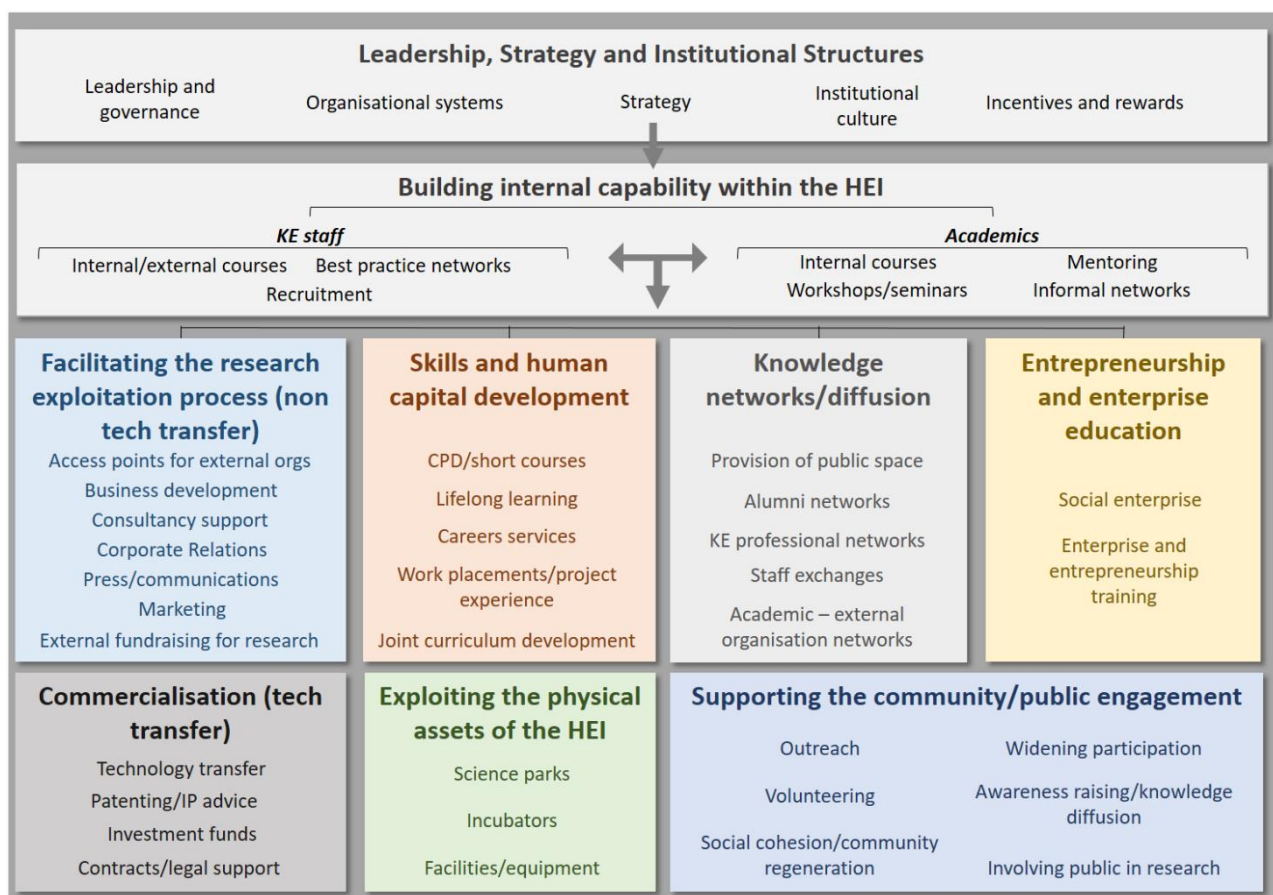 Leadership, Strategy and Institutional Structures
Leadership and
governance
Organisational systems
Strategy
Institutional
culture
Incentives and rewards
Building internal capability within the HEI
KE staff
Internal/external courses
Best practice networks
Recruitment
Academics
Internal courses
Mentoring
Workshops/seminars
Informal networks
Facilitating the research
exploitation process (non
tech transfer)
Access points for external orgs
Business development
Consultancy support
Corporate Relations
Press/communications
Marketing
External fundraising for research
Skills and human
capital development
CPD/short courses
Lifelong learning
Careers services
Work placements/project
experience
Joint curriculum development
Knowledge
networks/diffusion
Provision of public space
Alumni networks
KE professional networks
Staff exchanges
Academic – external
organisation networks
Entrepreneurship
and enterprise
education
Social enterprise
Enterprise and
entrepreneurship
training
Commercialisation (tech
transfer)
Technology transfer
Patenting/IP advice
Investment funds
Contracts/legal support
Exploiting the physical
assets of the HEI
Science parks
Incubators
Facilities/equipment
Supporting the community/public engagement
Outreach
Volunteering
Social cohesion/community
regeneration
Widening participation
Awareness raising/knowledge
diffusion
Involving public in research